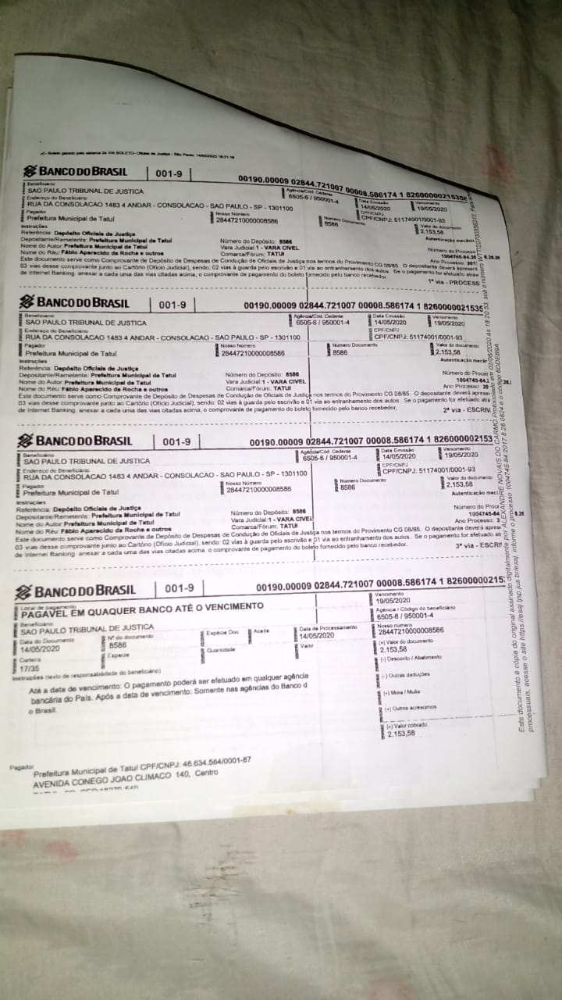 - Boleto gerado pelo sistema 2a VIA BOLETO- Oficiais de Justiça - São Paulo. 14/05/2020
BANCO DO BRASIL | 001-9 | 00190.00009 02844.721007 00008.586174 1 8260000021535
Beneficiário
SAO PAULO TRIBUNAL DE JUSTICA
Agência/Cód. Cedente
6505-6 / 950001-4
Data Emissão
14/05/2020
Vencimento
19/05/2020
Endereço do Beneficiário
RUA DA CONSOLACAO 1483 4 ANDAR - CONSOLACAO - SAO PAULO - SP - 1301100
CPF/CNPJ
CPF/CNPJ: 51174001/0001-93
Pagador
Prefeitura Municipal de Tatuí
Nosso Número
28447210000008586
Número Documento
8586
Valor do documento
2.153,58
Instruções
Autenticação mecân
Referência: Depósito Oficiais de Justiça
Depositante/Remetente: Prefeitura Municipal de Tatuí
Número do Depósito: 8586
Número do Process
Nome do Autor: Prefeitura Municipal de Tatuí
Vara Judicial: 1 - VARA CIVEL
1004745-84.20
8.26.
Nome do Réu: Fábio Aparecido da Rocha e outros
Comarca/Fórum: TATUI
Ano Processo: 201
Este documento serve como Comprovante de Depósito de Despesas de Condução de Oficiais de Justiça nos termos do Provimento CG 08/85. O depositante deverá apresent
03 vias desse comprovante junto ao Cartório (Ofício Judicial), sendo: 02 vias à guarda pelo escrivão e 01 via ao entranhamento dos autos. Se o pagamento for efetuado atrav
de Internet Banking, anexar a cada uma das vias citadas acima, o comprovante de pagamento do boleto fornecido pelo banco recebedor.
1ª via - PROCESS
BANCO DO BRASIL | 001-9 | 00190.00009 02844.721007 00008.586174 1 8260000021535
Beneficiário
SAO PAULO TRIBUNAL DE JUSTICA
Agência/Cód. Cedente
6505-6 / 950001-4
Data Emissão
14/05/2020
Vencimento
19/05/2020
Endereço do Beneficiário
RUA DA CONSOLACAO 1483 4 ANDAR - CONSOLACAO - SAO PAULO - SP - 1301100
CPF/CNPJ
CPF/CNPJ: 51174001/0001-93
Pagador
Prefeitura Municipal de Tatuí
Nosso Número
28447210000008586
Número Documento
8586
Valor do documento
2.153,58
Instruções
Autenticação mecân
Referência: Depósito Oficiais de Justiça
Depositante/Remetente: Prefeitura Municipal de Tatuí
Número do Depósito: 8586
Número do Proces
Nome do Autor: Prefeitura Municipal de Tatuí
Vara Judicial: 1 - VARA CIVEL
1004745-84.2
Nome do Réu: Fábio Aparecido da Rocha e outros
Comarca/Fórum: TATUI
Ano Processo: 20
Este documento serve como Comprovante de Depósito de Despesas de Condução de Oficiais de Justiça nos termos do Provimento CG 08/85. O depositante deverá apresen
03 vias desse comprovante junto ao Cartório (Ofício Judicial), sendo: 02 vias à guarda pelo escrivão e 01 via ao entranhamento dos autos. Se o pagamento for efetuado atra
de Internet Banking, anexar a cada uma das vias citadas acima, o comprovante de pagamento do boleto fornecido pelo banco recebedor.
2ª via - ESCRIV
BANCO DO BRASIL | 001-9 | 00190.00009 02844.721007 00008.586174 1 826000002153
Beneficiário
SAO PAULO TRIBUNAL DE JUSTICA
Agência/Cód. Cedente
6505-6 / 950001-4
Data Emissão
14/05/2020
Vencimento
19/05/2020
Endereço do Beneficiário
RUA DA CONSOLACAO 1483 4 ANDAR - CONSOLACAO - SAO PAULO - SP - 1301100
CPF/CNPJ
CPF/CNPJ: 51174001/0001-93
Pagador
Prefeitura Municipal de Tatuí
Nosso Número
28447210000008586
Número Documento
8586
Valor do documento
2.153,58
Instruções
Autenticação mecâ
Referência: Depósito Oficiais de Justiça
Depositante/Remetente: Prefeitura Municipal de Tatuí
Número do Depósito: 8586
Número do Proc
Nome do Autor: Prefeitura Municipal de Tatuí
Vara Judicial: 1 - VARA CIVEL
1004745-84
8.26
Nome do Réu: Fábio Aparecido da Rocha e outros
Comarca/Fórum: TATUI
Ano Processo: 2
Este documento serve como Comprovante de Depósito de Despesas de Condução de Oficiais de Justiça nos termos do Provimento CG 08/85. O depositante deverá apres
03 vias desse comprovante junto ao Cartório (Ofício Judicial), sendo: 02 vias à guarda pelo escrivão e 01 via ao entranhamento dos autos. Se o pagamento for efetuado atr
de Internet Banking, anexar a cada uma das vias citadas acima, o comprovante de pagamento do boleto fornecido pelo banco recebedor.
3ª via - ESCRI
BANCO DO BRASIL | 001-9 | 00190.00009 02844.721007 00008.586174 1 8260000215
Local de pagamento
PAGÁVEL EM QUAQUER BANCO ATÉ O VENCIMENTO
Vencimento
19/05/2020
Beneficiário
SAO PAULO TRIBUNAL DE JUSTICA
Agência / Código do beneficiário
6505-6 / 950001-4
Data do Documento
14/05/2020
Nº do documento
8586
Espécie Doc
Aceite
Data de Processamento
14/05/2020
Nosso número
28447210000008586
Carteira
17/35
Espécie
Quantidade
Valor
(=) Valor do documento
2.153,58
Instruções (texto de responsabilidade do beneficiário)
(-) Desconto / Abatimento
Até a data de vencimento: O pagamento poderá ser efetuado em qualquer agência
bancária do País. Após a data de vencimento: Somente nas agências do Banco d
o Brasil.
(-) Outras deduções
(+) Mora / Multa
(+) Outros acréscimos
(=) Valor cobrado
2.153,58
Pagador
Prefeitura Municipal de Tatuí CPF/CNPJ: 46.634.564/0001-87
AVENIDA CONEGO JOAO CLIMACO 140, Centro
Este documento é cópia do original assinado digitalmente por ALEXANDRE NOVAIS DO CARMO. Protocolado em 02/06/2020 às 18:20:53, sob o número
processuais, acesse o site https://esaj.tjsp.jus.br/esaj, informe o processo 1004745-84.2017.8.26.0624 e o código 6DDEB9A